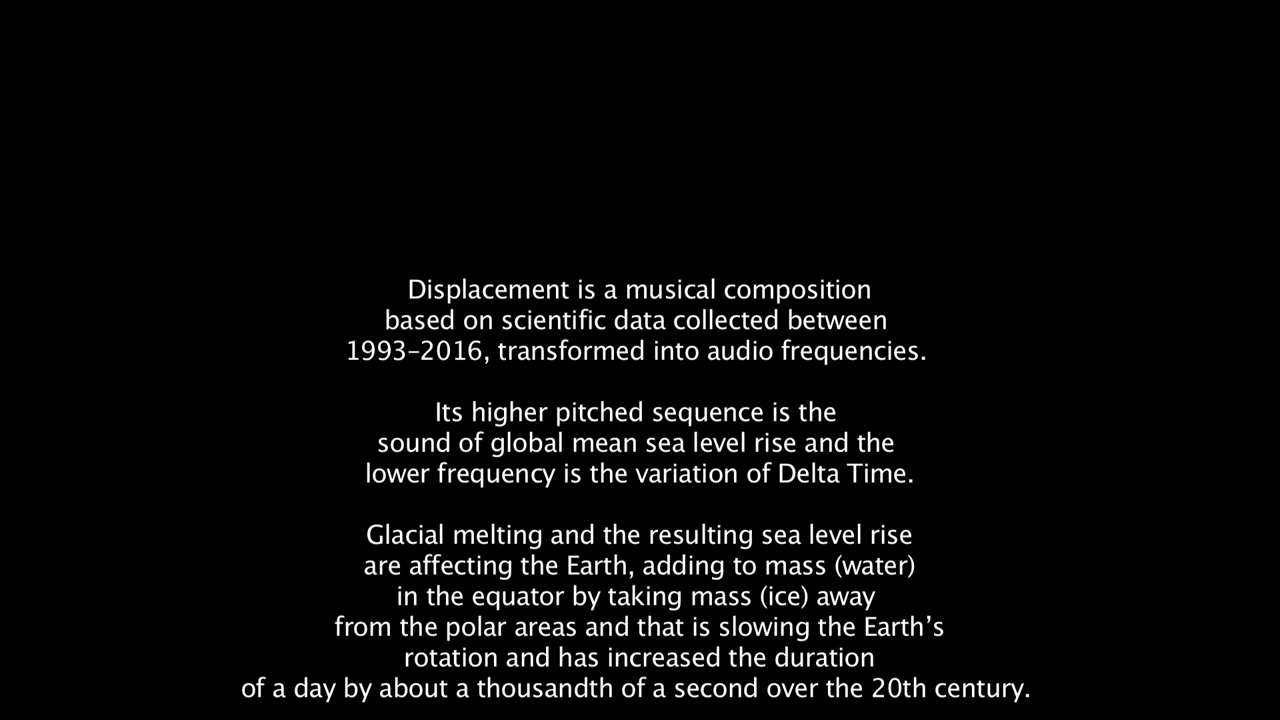 Displacement is a musical composition
based on scientific data collected between
1993–2016, transformed into audio frequencies.
Its higher pitched sequence is the
sound of global mean sea level rise and the
lower frequency is the variation of Delta Time.
Glacial melting and the resulting sea level rise
are affecting the Earth, adding to mass (water)
in the equator by taking mass (ice) away
from the polar areas and that is slowing the Earth’s
rotation and has increased the duration
of a day by about a thousandth of a second over the 20th century.